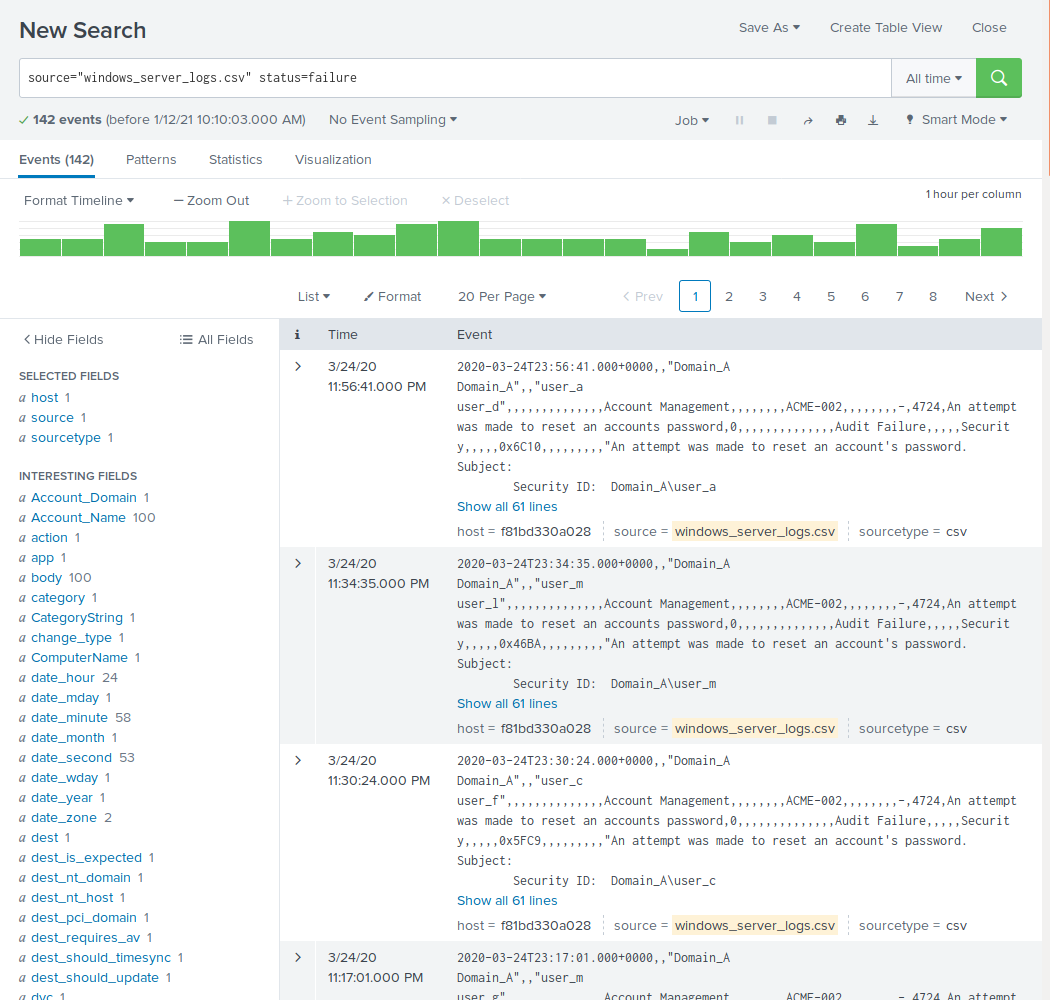 New Search
Save As
Create Table View
Close
source="windows_server_logs.csv" status=failure
All time
142 events (before 1/12/21 10:10:03.000 AM)
No Event Sampling
Job
Smart Mode
Events (142)
Patterns
Statistics
Visualization
Format Timeline
— Zoom Out
+ Zoom to Selection
× Deselect
1 hour per column
List
Format
20 Per Page
< Prev
1
2
3
4
5
6
7
8
Next >
< Hide Fields
All Fields
SELECTED FIELDS
a host 1
a source 1
a sourcetype 1
INTERESTING FIELDS
a Account_Domain 1
a Account_Name 100
a action 1
a app 1
a body 100
a category 1
a CategoryString 1
a change_type 1
a ComputerName 1
a date_hour 24
a date_mday 1
a date_minute 58
a date_month 1
a date_second 53
a date_wday 1
a date_year 1
a date_zone 2
a dest 1
a dest_is_expected 1
a dest_nt_domain 1
a dest_nt_host 1
a dest_pci_domain 1
a dest_requires_av 1
a dest_should_timesync 1
a dest_should_update 1
a dvc 1
i
Time
Event
3/24/20
11:56:41.000 PM
2020-03-24T23:56:41.000+0000,,"Domain_A
Domain_A",,"user_a
user_d",,,,,,,,,,,,,,Account Management,,,,,,,,ACME-002,,,,,,,,-,4724,An attempt
was made to reset an accounts password,0,,,,,,,,,,,,,,Audit Failure,,,,,Securit
y,,,,,0x6C10,,,,,,,,,"An attempt was made to reset an account's password.
Subject:
Security ID: Domain_A\user_a
Show all 61 lines
host = f81bd330a028
source = windows_server_logs.csv
sourcetype = csv
3/24/20
11:34:35.000 PM
2020-03-24T23:34:35.000+0000,,"Domain_A
Domain_A",,"user_m
user_l",,,,,,,,,,,,,,Account Management,,,,,,,,ACME-002,,,,,,,,-,4724,An attempt
was made to reset an accounts password,0,,,,,,,,,,,,,,Audit Failure,,,,,Securit
y,,,,,0x46BA,,,,,,,,,"An attempt was made to reset an account's password.
Subject:
Security ID: Domain_A\user_m
Show all 61 lines
host = f81bd330a028
source = windows_server_logs.csv
sourcetype = csv
3/24/20
11:30:24.000 PM
2020-03-24T23:30:24.000+0000,,"Domain_A
Domain_A",,"user_c
user_f",,,,,,,,,,,,,,Account Management,,,,,,,,ACME-002,,,,,,,,-,4724,An attempt
was made to reset an accounts password,0,,,,,,,,,,,,,,Audit Failure,,,,,Securit
y,,,,,0x5FC9,,,,,,,,,"An attempt was made to reset an account's password.
Subject:
Security ID: Domain_A\user_c
Show all 61 lines
host = f81bd330a028
source = windows_server_logs.csv
sourcetype = csv
3/24/20
11:17:01.000 PM
2020-03-24T23:17:01.000+0000,,"Domain_A
Domain_A",,"user_m
user_g",,,,,,,,,,,,,,Account Management,,,,,,,,ACME-002,,,,,,,,-,4724,An attempt